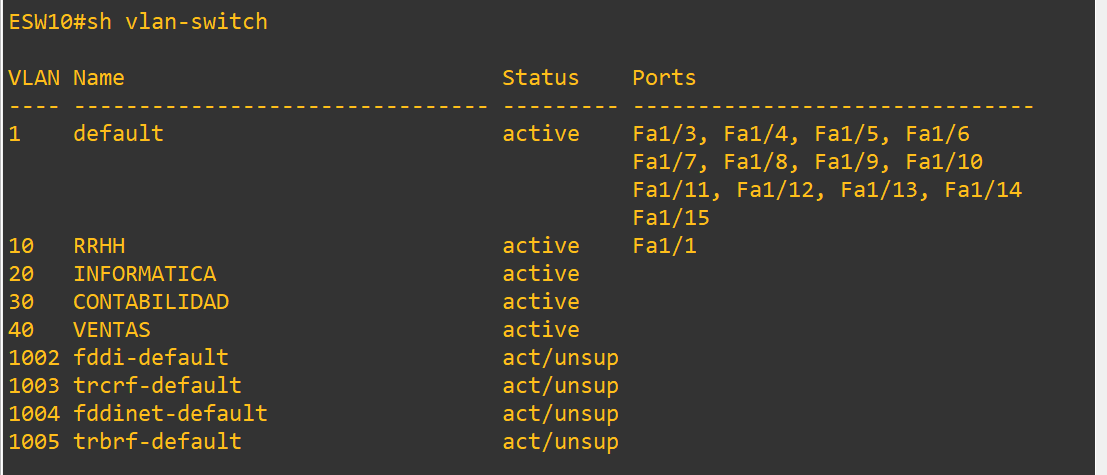 ESW10#sh vlan-switch
VLAN Name                             Status    Ports
---- -------------------------------- --------- -------------------------------
1    default                          active    Fa1/3, Fa1/4, Fa1/5, Fa1/6
                                                Fa1/7, Fa1/8, Fa1/9, Fa1/10
                                                Fa1/11, Fa1/12, Fa1/13, Fa1/14
                                                Fa1/15
10   RRHH                             active    Fa1/1
20   INFORMATICA                      active
30   CONTABILIDAD                     active
40   VENTAS                           active
1002 fddi-default                     act/unsup
1003 trcrf-default                    act/unsup
1004 fddinet-default                  act/unsup
1005 trbrf-default                    act/unsup